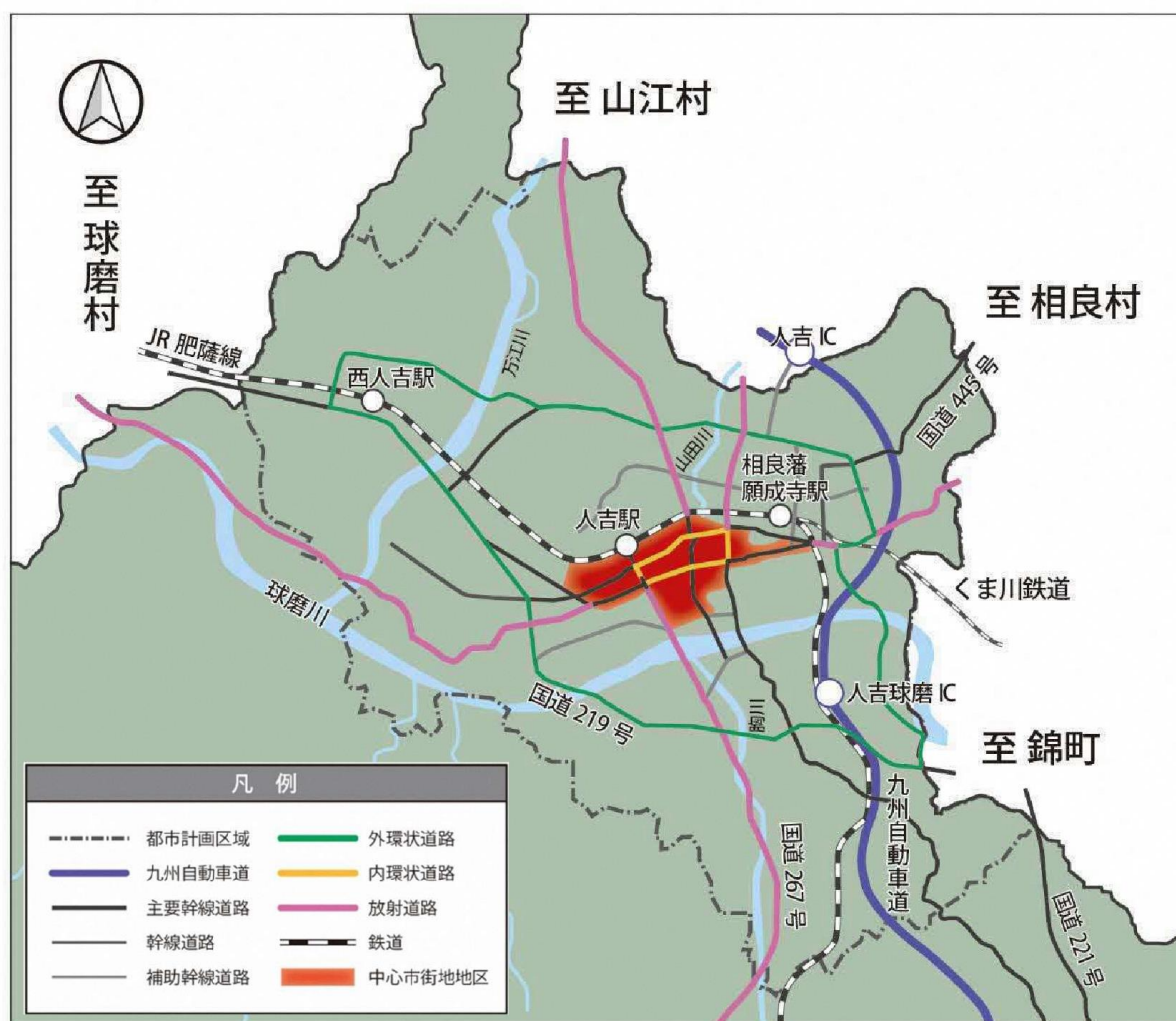 至 山江村
至 球磨村
至 相良村
人吉 IC
JR 肥薩線
万江川
国道 445 号
西人吉駅
山田川
相良藩
願成寺駅
人吉駅
くま川鉄道
球磨川
人吉球磨 IC
国道 219 号
至 錦町
九州自動車道
国道 267 号
国道 221 号
凡 例
都市計画区域
外環状道路
九州自動車道
内環状道路
主要幹線道路
放射道路
幹線道路
鉄道
補助幹線道路
中心市街地地区